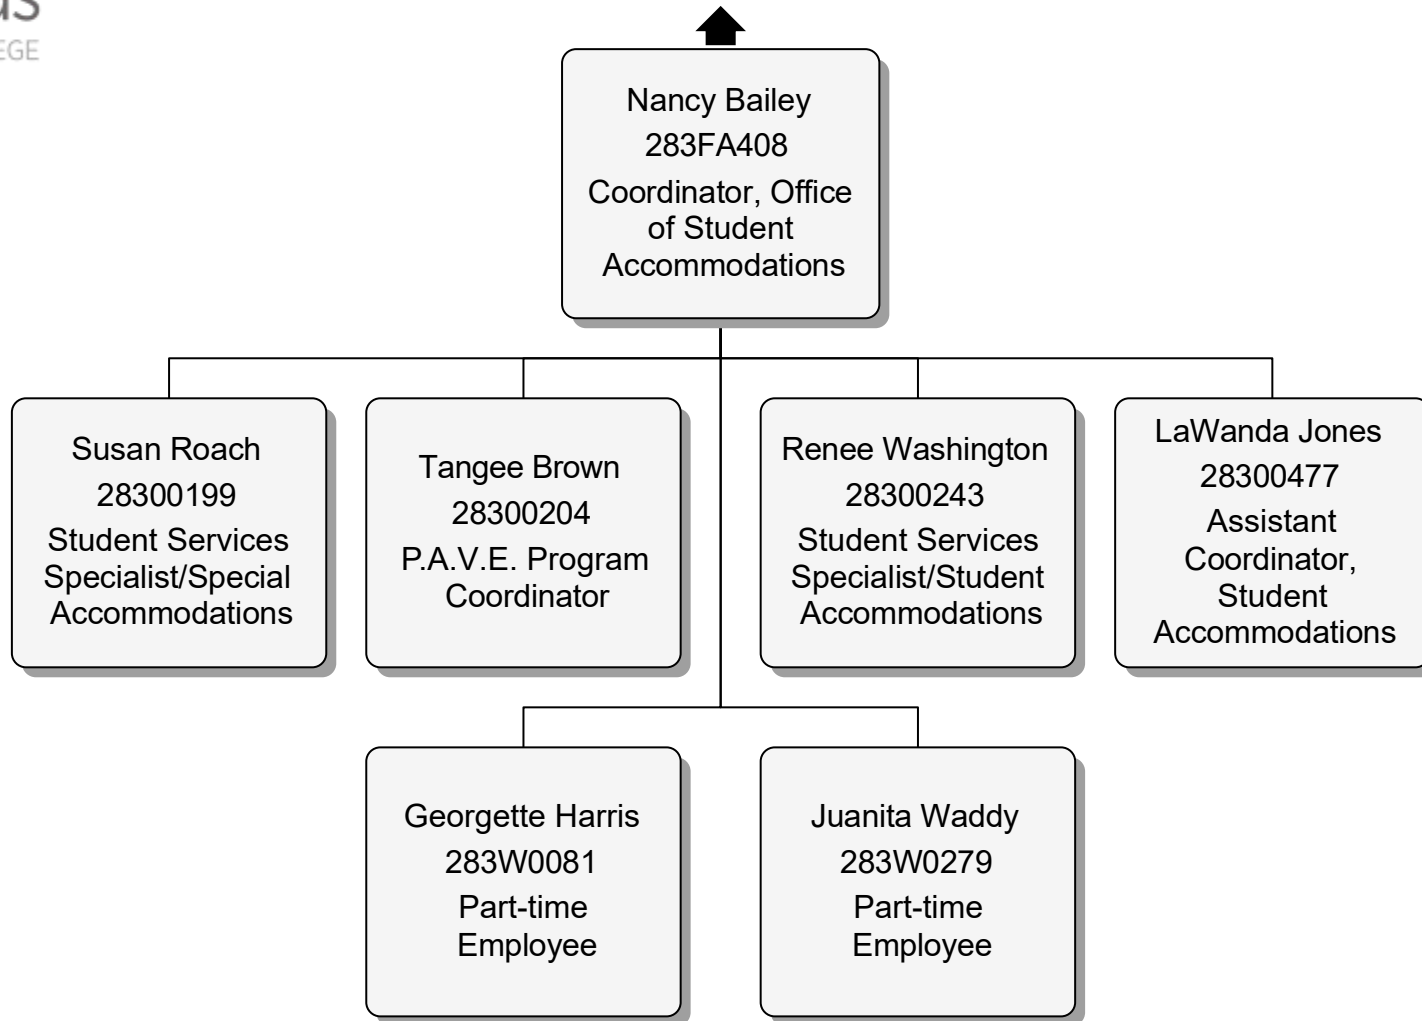 EGE
Nancy Bailey
283FA408
Coordinator, Office
of Student
Accommodations
Susan Roach
28300199
Student Services
Specialist/Special
Accommodations
Tangee Brown
28300204
P.A.V.E. Program
Coordinator
Renee Washington
28300243
Student Services
Specialist/Student
Accommodations
LaWanda Jones
28300477
Assistant
Coordinator,
Student
Accommodations
Georgette Harris
283W0081
Part-time
Employee
Juanita Waddy
283W0279
Part-time
Employee